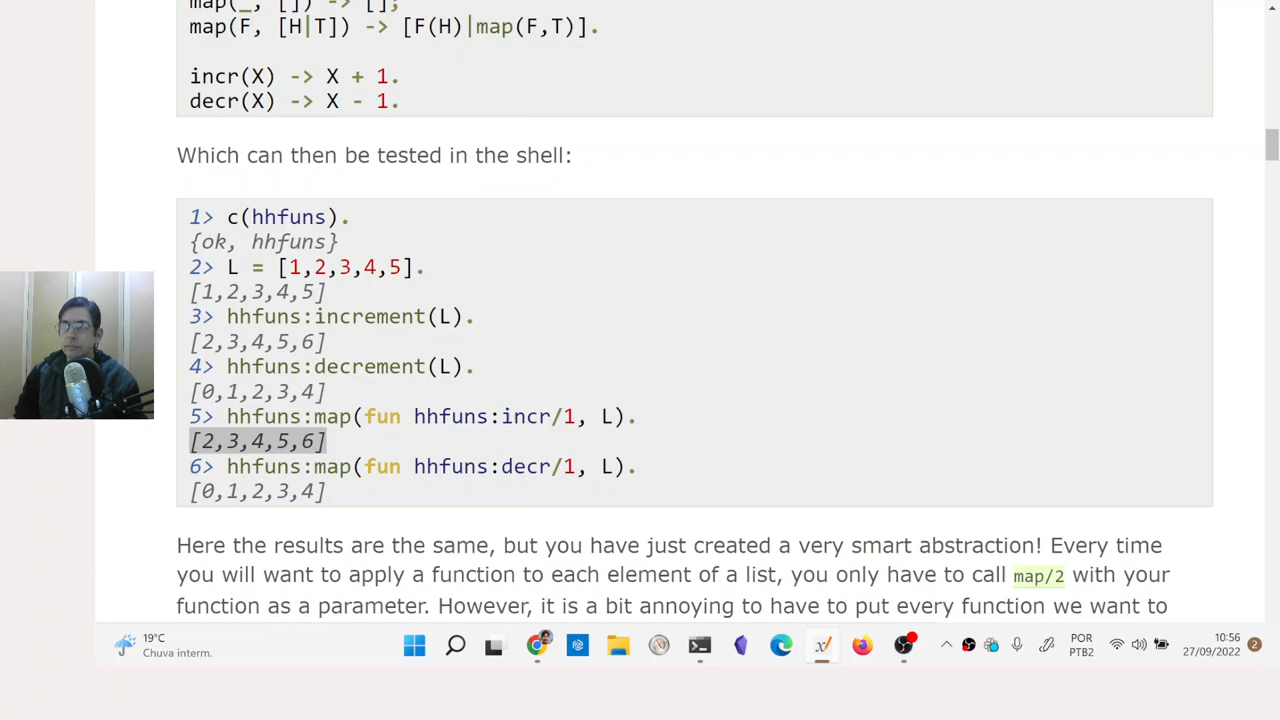 map(_, []) -> [];
map(F, [H|T]) -> [F(H)|map(F,T)].
incr(X) -> X + 1.
decr(X) -> X - 1.
Which can then be tested in the shell:
1> c(hhfuns).
{ok, hhfuns}
2> L = [1,2,3,4,5].
[1,2,3,4,5]
3> hhfuns:increment(L).
[2,3,4,5,6]
4> hhfuns:decrement(L).
[0,1,2,3,4]
5> hhfuns:map(fun hhfuns:incr/1, L).
[2,3,4,5,6]
6> hhfuns:map(fun hhfuns:decr/1, L).
[0,1,2,3,4]
Here the results are the same, but you have just created a very smart abstraction! Every time
you will want to apply a function to each element of a list, you only have to call map/2 with your
function as a parameter. However, it is a bit annoying to have to put every function we want to
19°C
Chuva interm.
POR
PTB2
10:56
27/09/2022
2